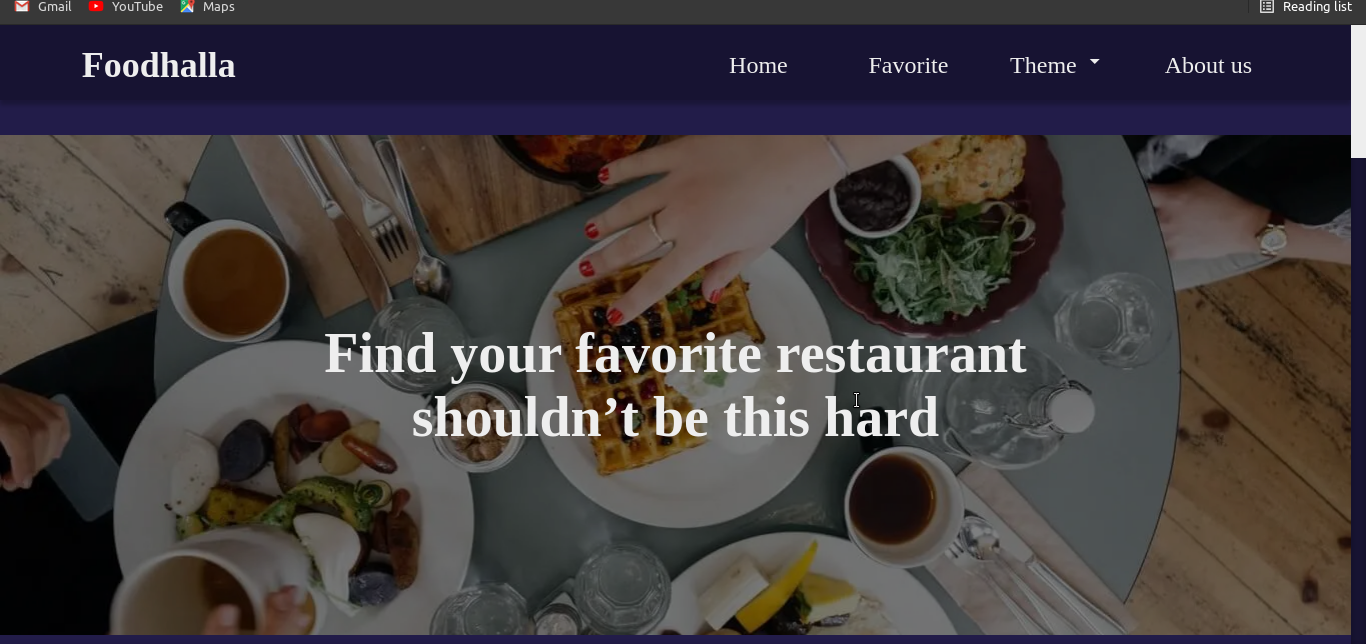 Gmail YouTube Maps Reading list
Foodhalla Home Favorite Theme About us
Find your favorite restaurant
shouldn’t be this hard